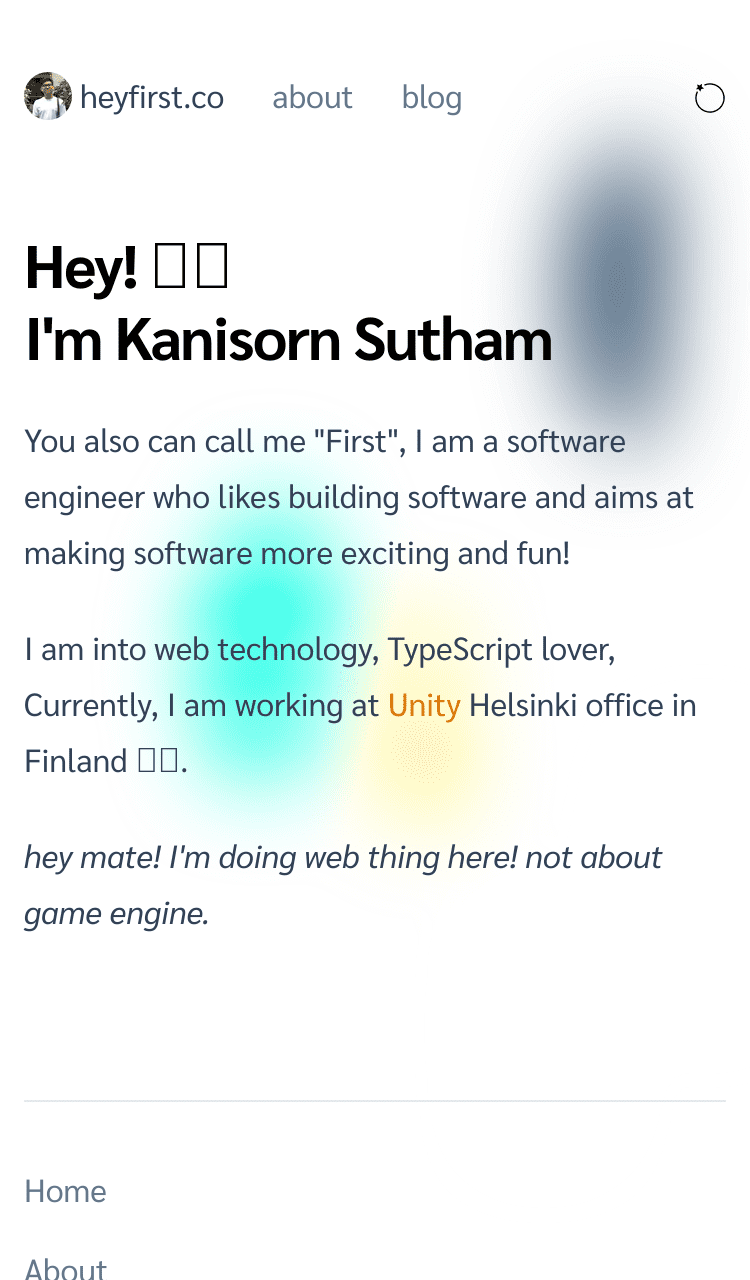 heyfirst.co about blog
Hey! 
I'm Kanisorn Sutham
You also can call me "First", I am a software
engineer who likes building software and aims at
making software more exciting and fun!
I am into web technology, TypeScript lover,
Currently, I am working at Unity Helsinki office in
Finland .
hey mate! I'm doing web thing here! not about
game engine.
Home
About